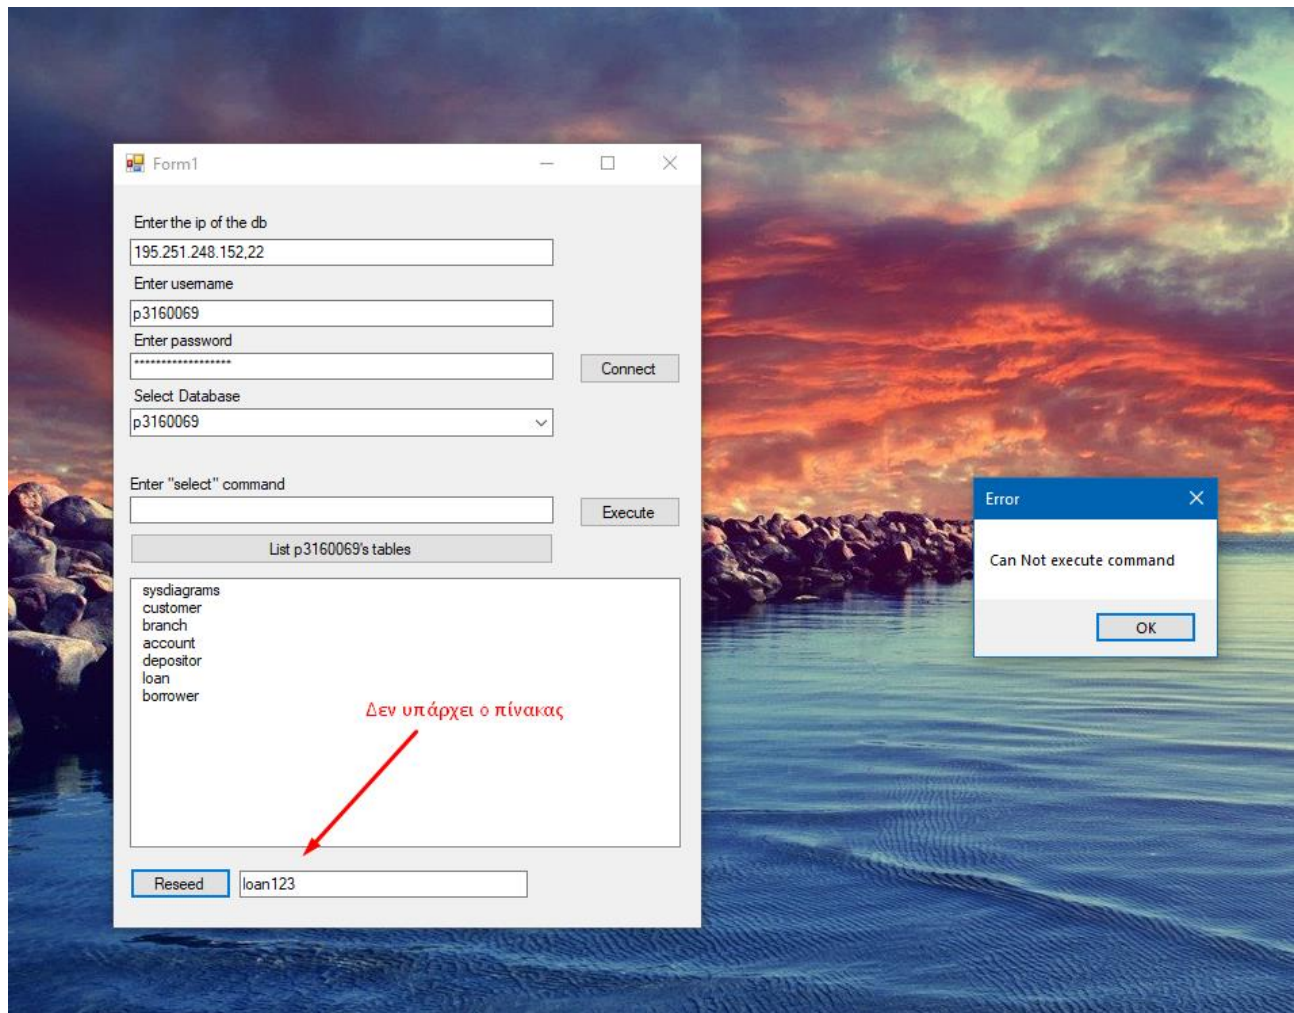 Form1
Enter the ip of the db
195.251.248.152,22
Enter username
p3160069
Enter password
******************
Connect
Select Database
p3160069
Enter "select" command
Execute
List p3160069's tables
sysdiagrams
customer
branch
account
depositor
loan
borrower
Δεν υπάρχει ο πίνακας
Reseed
loan123
Error
Can Not execute command
OK